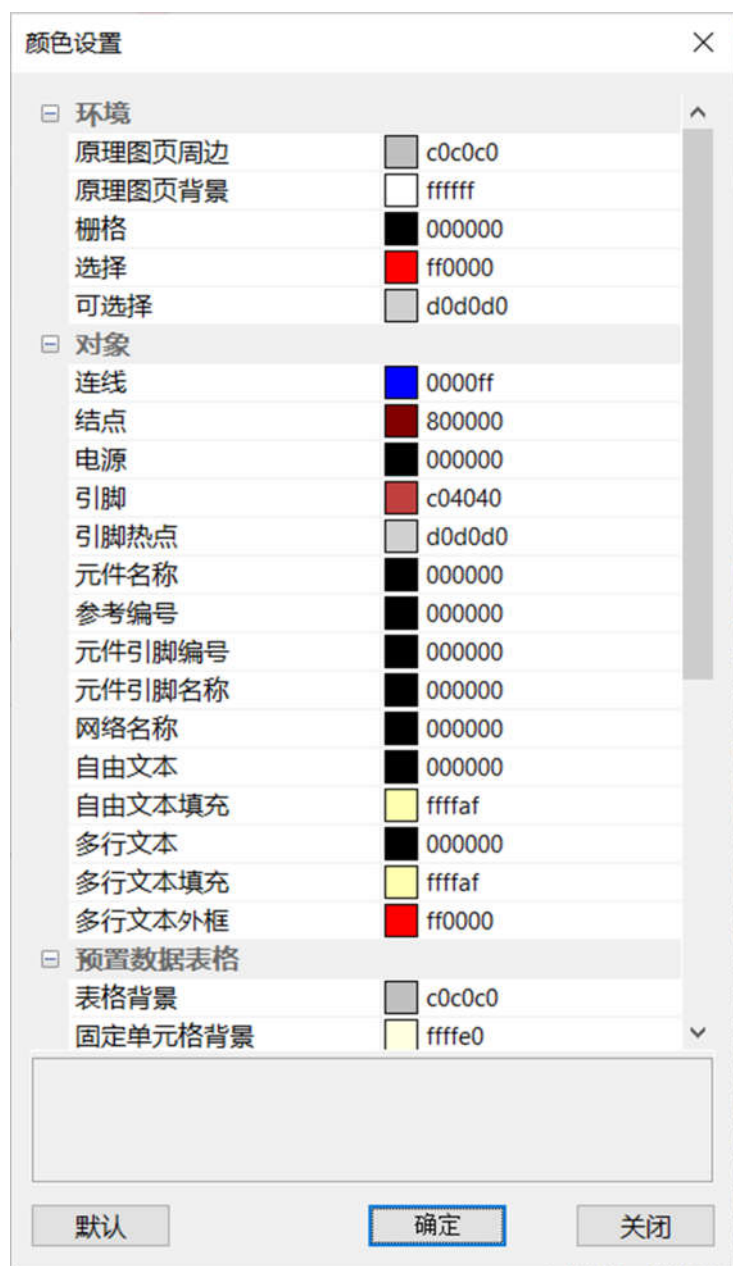 颜色设置
环境
原理图页周边 c0c0c0
原理图页背景 ffffff
栅格 000000
选择 ff0000
可选择 d0d0d0
对象
连线 0000ff
结点 800000
电源 000000
引脚 c04040
引脚热点 d0d0d0
元件名称 000000
参考编号 000000
元件引脚编号 000000
元件引脚名称 000000
网络名称 000000
自由文本 000000
自由文本填充 ffffaf
多行文本 000000
多行文本填充 ffffaf
多行文本外框 ff0000
预置数据表格
表格背景 c0c0c0
固定单元格背景 ffffe0
默认 确定 关闭